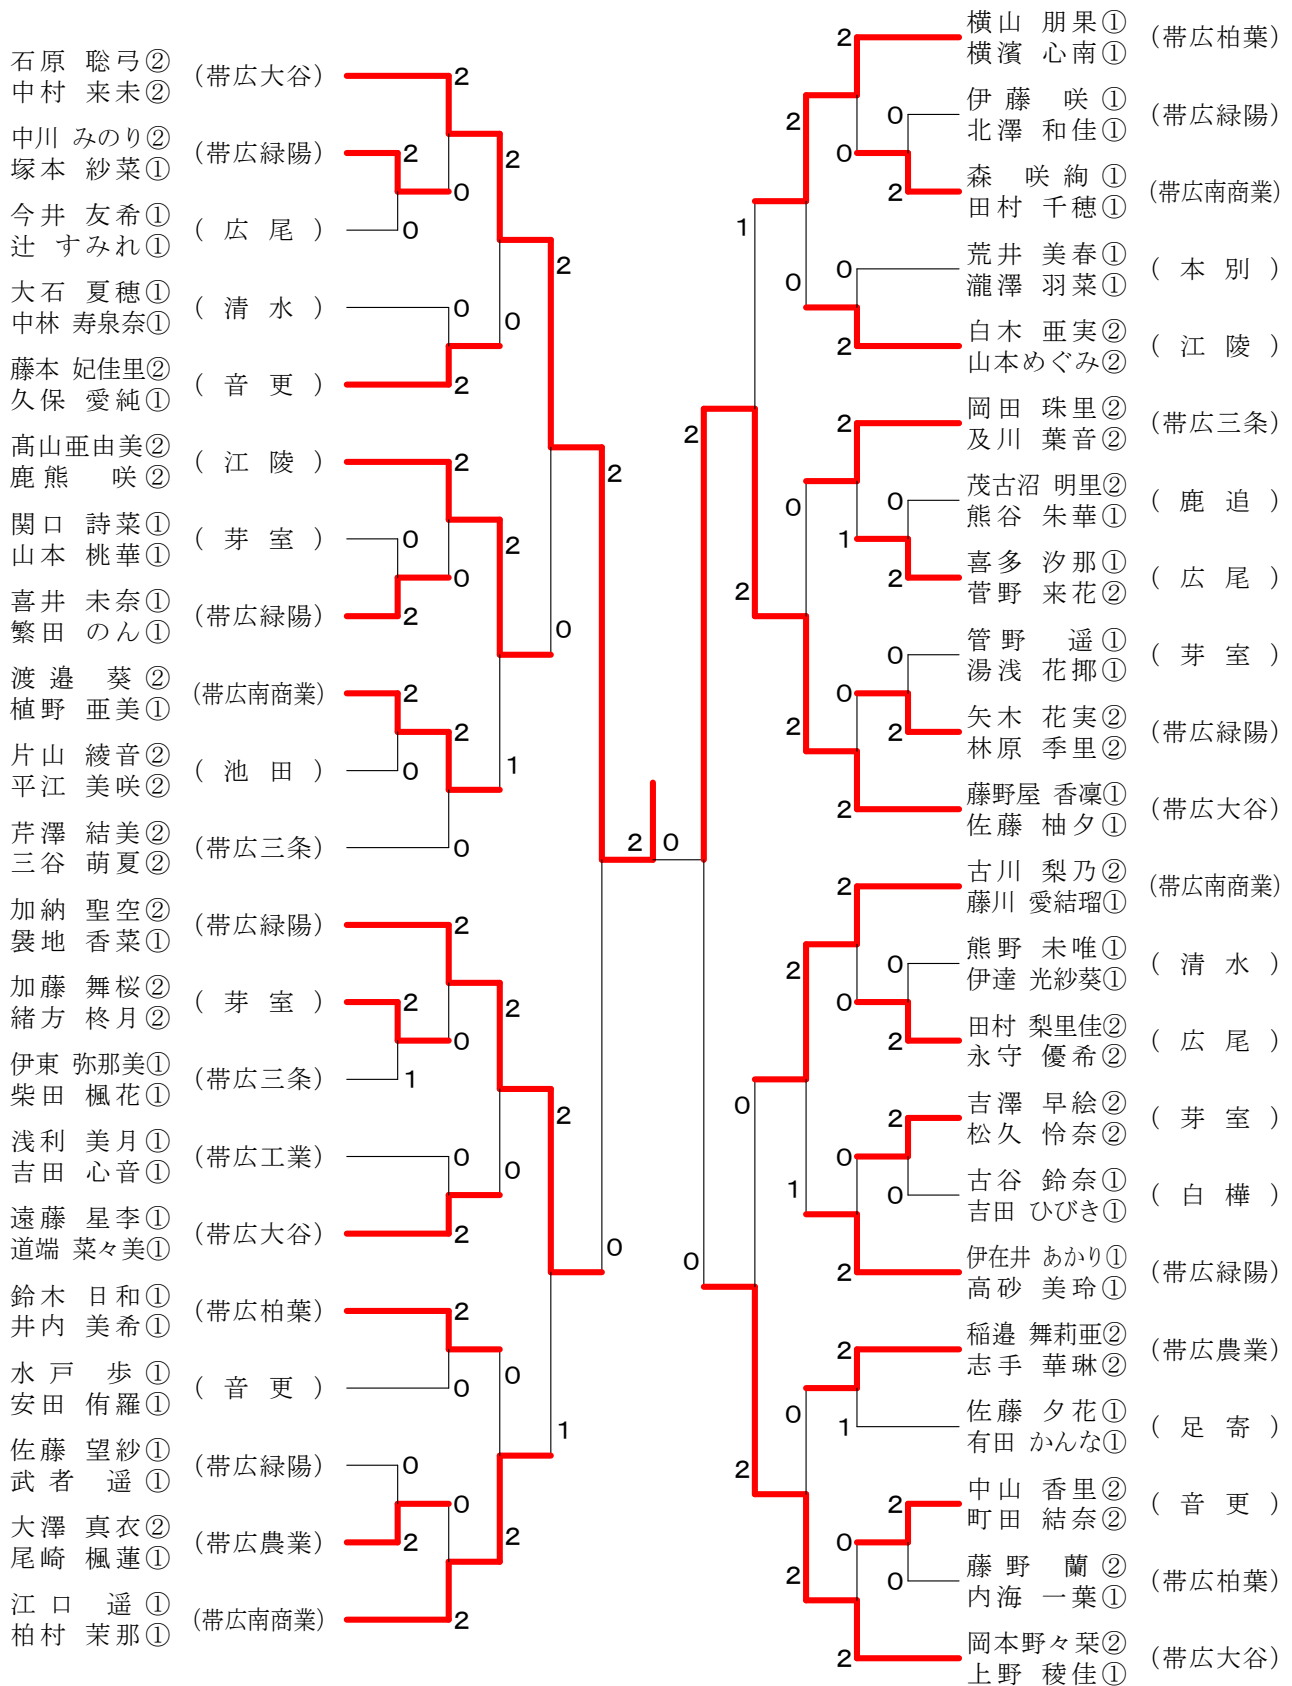 石原 聡弓②
中村 来未②
(帯広大谷)
2
中川 みのり②
塚本 紗菜①
(帯広緑陽)
2
0
2
今井 友希①
辻 すみれ①
( 広 尾 )
0
2
大石 夏穂①
中林 寿泉奈①
( 清 水 )
0
0
藤本 妃佳里②
久保 愛純①
( 音 更 )
2
髙山亜由美②
鹿熊 咲②
( 江 陵 )
2
2
関口 詩菜①
山本 桃華①
( 芽 室 )
0
2
0
喜井 未奈①
繁田 のん①
(帯広緑陽)
2
0
渡邉 葵②
植野 亜美①
(帯広南商業)
2
2
片山 綾音②
平江 美咲②
( 池 田 )
0
1
芹澤 結美②
三谷 萌夏②
(帯広三条)
0
2
0
加納 聖空②
袰地 香菜①
(帯広緑陽)
2
加藤 舞桜②
緒方 柊月②
( 芽 室 )
2
2
0
伊東 弥那美①
柴田 楓花①
(帯広三条)
1
2
浅利 美月①
吉田 心音①
(帯広工業)
0
0
遠藤 星李①
道端 菜々美①
(帯広大谷)
2
0
鈴木 日和①
井内 美希①
(帯広柏葉)
2
0
水戸 歩①
安田 侑羅①
( 音 更 )
0
1
佐藤 望紗①
武者 遥①
(帯広緑陽)
0
0
大澤 真衣②
尾崎 楓蓮①
(帯広農業)
2
2
江口 遥①
柏村 茉那①
(帯広南商業)
2
2
横山 朋果①
横濱 心南①
(帯広柏葉)
2
0
伊藤 咲①
北澤 和佳①
(帯広緑陽)
0
2
森 咲絢①
田村 千穂①
(帯広南商業)
1
0
荒井 美春①
瀧澤 羽菜①
( 本 別 )
0
2
白木 亜実②
山本めぐみ②
( 江 陵 )
2
2
岡田 珠里②
及川 葉音②
(帯広三条)
0
0
茂古沼 明里②
熊谷 朱華①
( 鹿 追 )
1
2
喜多 汐那①
菅野 来花②
( 広 尾 )
2
0
管野 遥①
湯浅 花揶①
( 芽 室 )
0
2
2
矢木 花実②
林原 季里②
(帯広緑陽)
2
藤野屋 香凜①
佐藤 柚夕①
(帯広大谷)
2
古川 梨乃②
藤川 愛結瑠①
(帯広南商業)
2
0
熊野 未唯①
伊達 光紗葵①
( 清 水 )
0
2
田村 梨里佳②
永守 優希②
( 広 尾 )
0
2
吉澤 早絵②
松久 怜奈②
( 芽 室 )
0
1
0
古谷 鈴奈①
吉田 ひびき①
( 白 樺 )
0
2
伊在井 あかり①
高砂 美玲①
(帯広緑陽)
2
稲邉 舞莉亜②
志手 華琳②
(帯広農業)
0
1
佐藤 夕花①
有田 かんな①
( 足 寄 )
2
2
中山 香里②
町田 結奈②
( 音 更 )
0
2
0
藤野 蘭②
内海 一葉①
(帯広柏葉)
2
岡本野々栞②
上野 稜佳①
(帯広大谷)